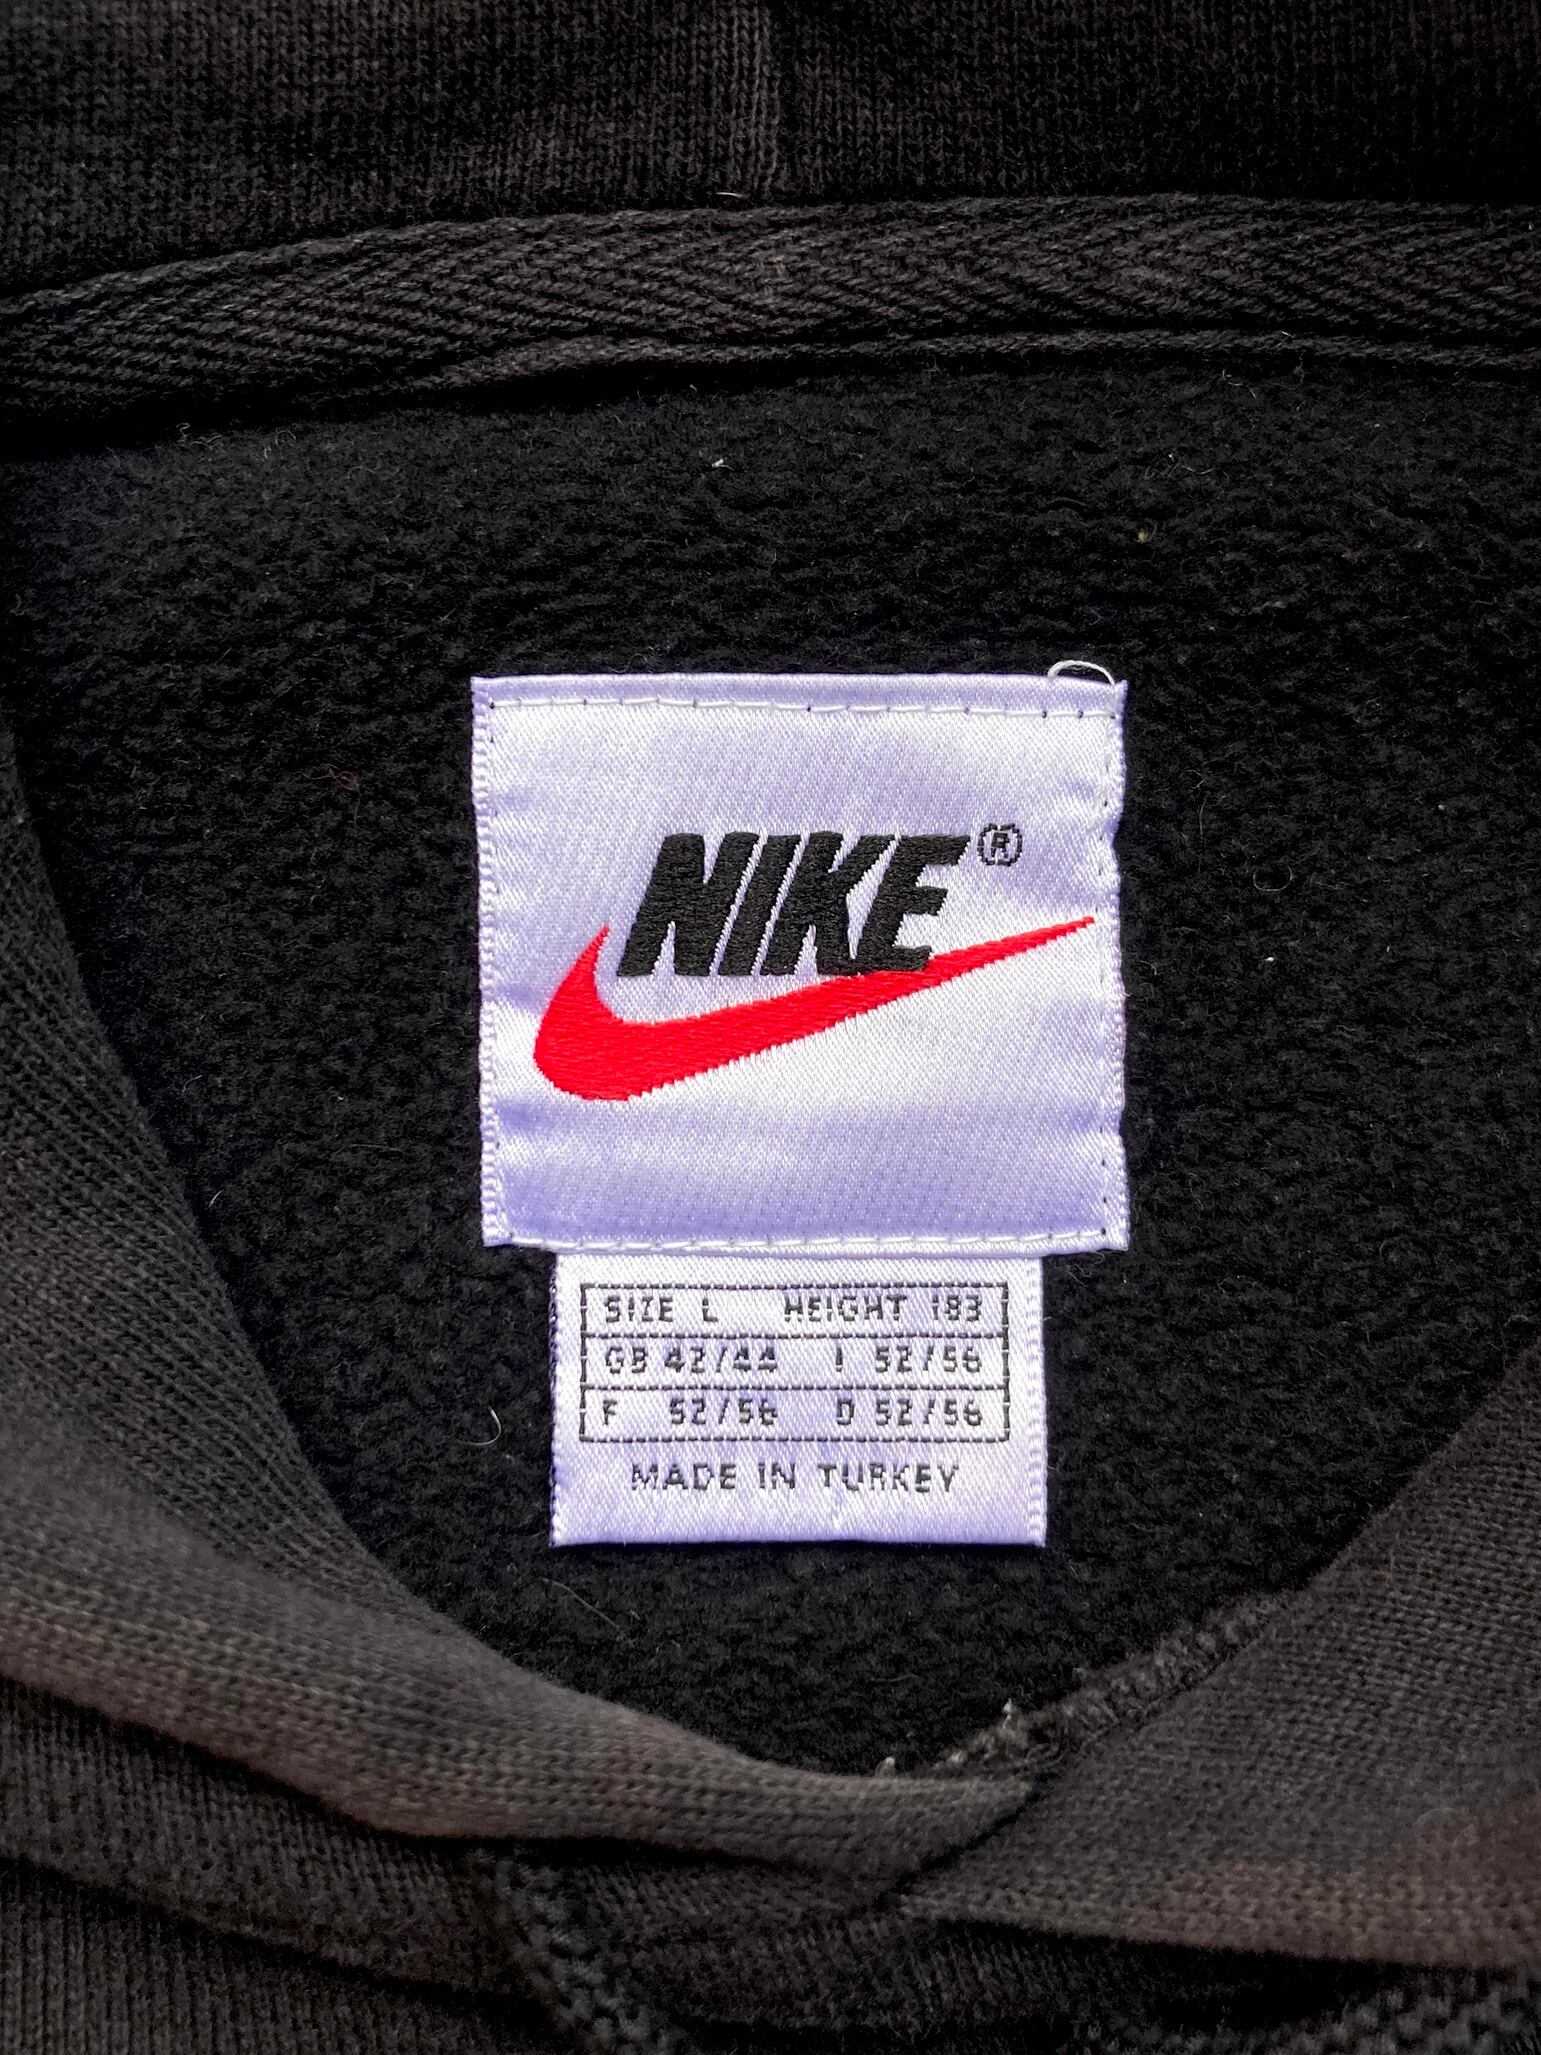 NIKE®
SIZE L HEIGHT 183
GB 42/44 I 52/56
F 52/56 D 52/56
MADE IN TURKEY